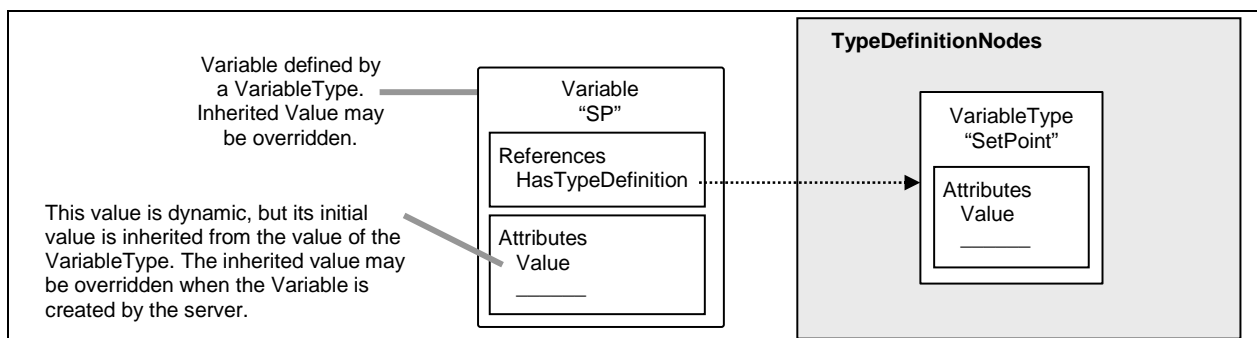 TypeDefinitionNodes
Variable defined by
a VariableType.
Inherited Value may
be overridden.
Variable
“SP”
References
HasTypeDefinition
VariableType
“SetPoint”
Attributes
Value
This value is dynamic, but its initial
value is inherited from the value of the
VariableType. The inherited value may
be overridden when the Variable is
created by the server.
Attributes
Value